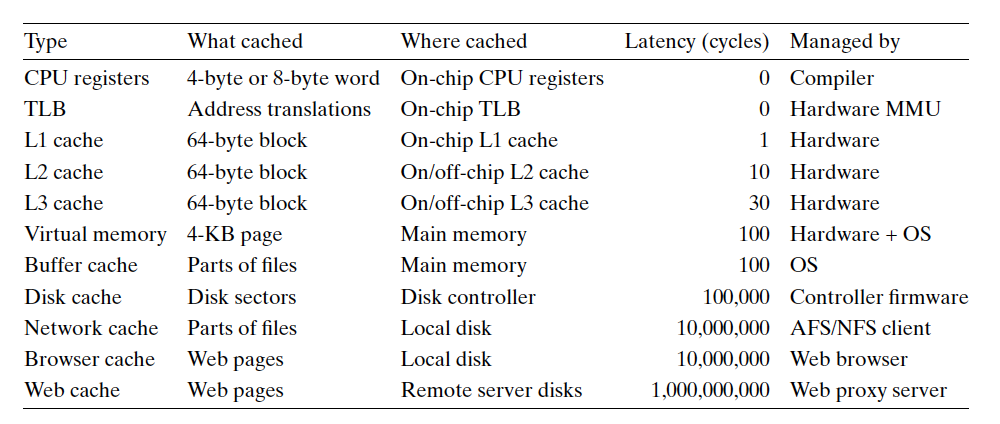 Type What cached Where cached Latency (cycles) Managed by
CPU registers 4-byte or 8-byte word On-chip CPU registers 0 Compiler
TLB Address translations On-chip TLB 0 Hardware MMU
L1 cache 64-byte block On-chip L1 cache 1 Hardware
L2 cache 64-byte block On/off-chip L2 cache 10 Hardware
L3 cache 64-byte block On/off-chip L3 cache 30 Hardware
Virtual memory 4-KB page Main memory 100 Hardware + OS
Buffer cache Parts of files Main memory 100 OS
Disk cache Disk sectors Disk controller 100,000 Controller firmware
Network cache Parts of files Local disk 10,000,000 AFS/NFS client
Browser cache Web pages Local disk 10,000,000 Web browser
Web cache Web pages Remote server disks 1,000,000,000 Web proxy server